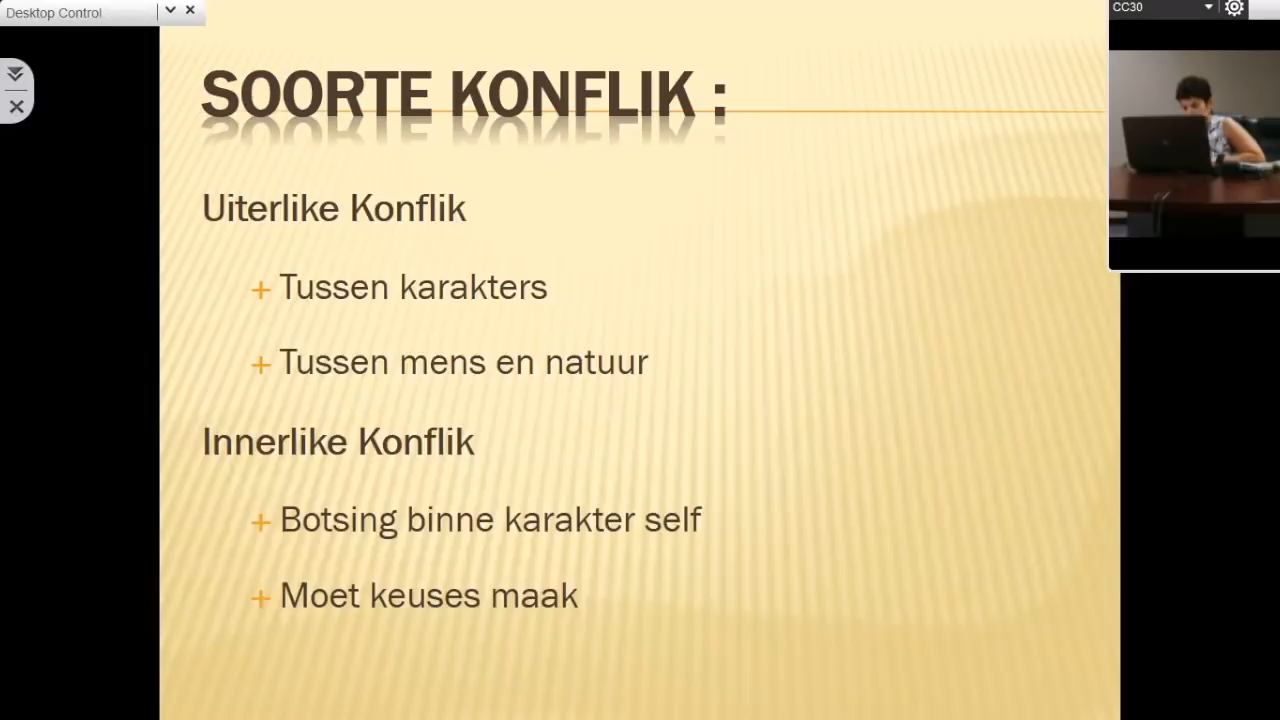 Desktop Control
CC30
SOORTE KONFLIK :
Uiterlike Konflik
+ Tussen karakters
+ Tussen mens en natuur
Innerlike Konflik
+ Botsing binne karakter self
+ Moet keuses maak